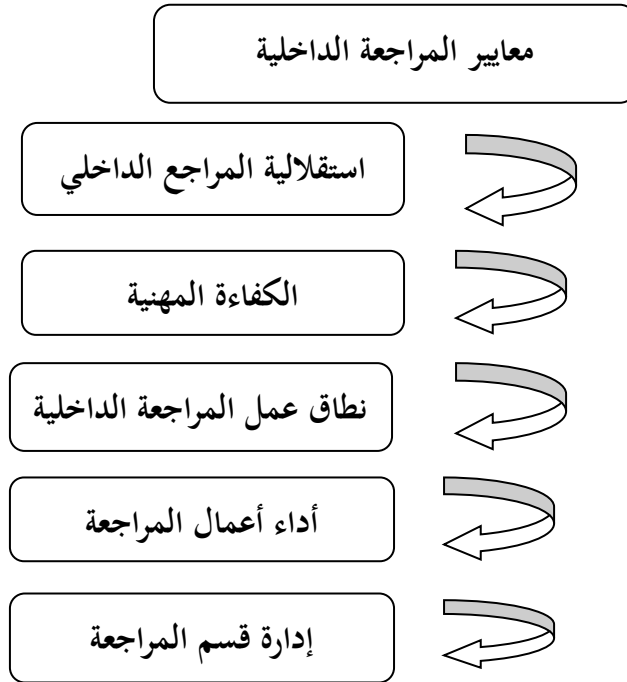 معايير المراجعة الداخلية
استقلالية المراجع الداخلي
الكفاءة المهنية
نطاق عمل المراجعة الداخلية
أداء أعمال المراجعة
إدارة قسم المراجعة